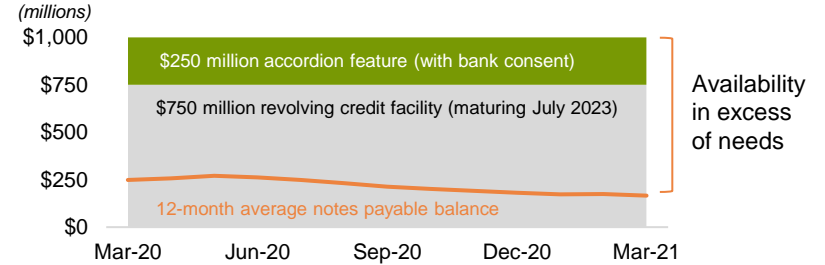 (millions)
$1,000
$750
$500
$250
$0
$250 million accordion feature (with bank consent)
$750 million revolving credit facility (maturing July 2023)
12-month average notes payable balance
Availability
in excess
of needs
Mar-20 Jun-20 Sep-20 Dec-20 Mar-21